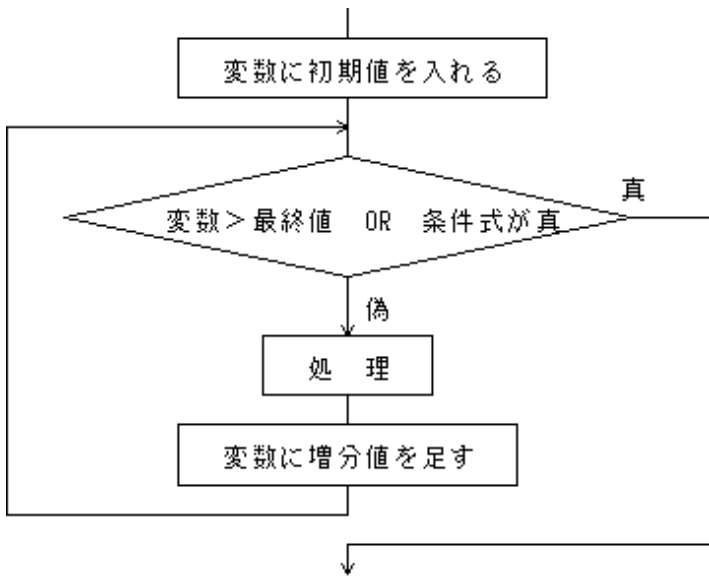 変数に初期値を入れる
真
変数＞最終値　OR　条件式が真
偽
処　理
変数に増分値を足す